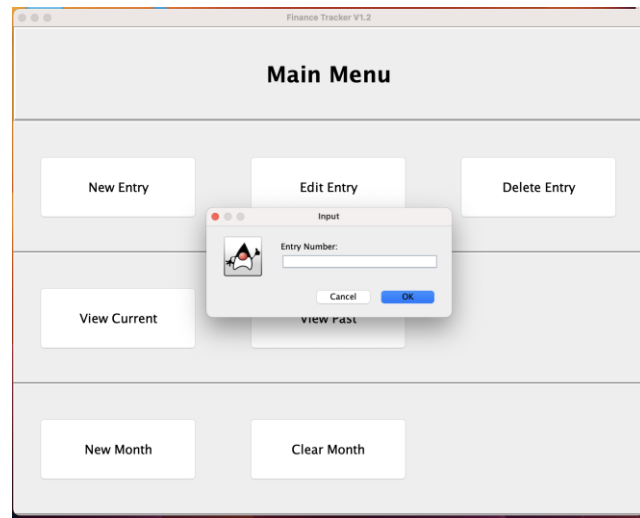 Finance Tracker V1.2
Main Menu
New Entry
Edit Entry
Delete Entry
Input
Entry Number:
Cancel
OK
View Current
View Past
New Month
Clear Month